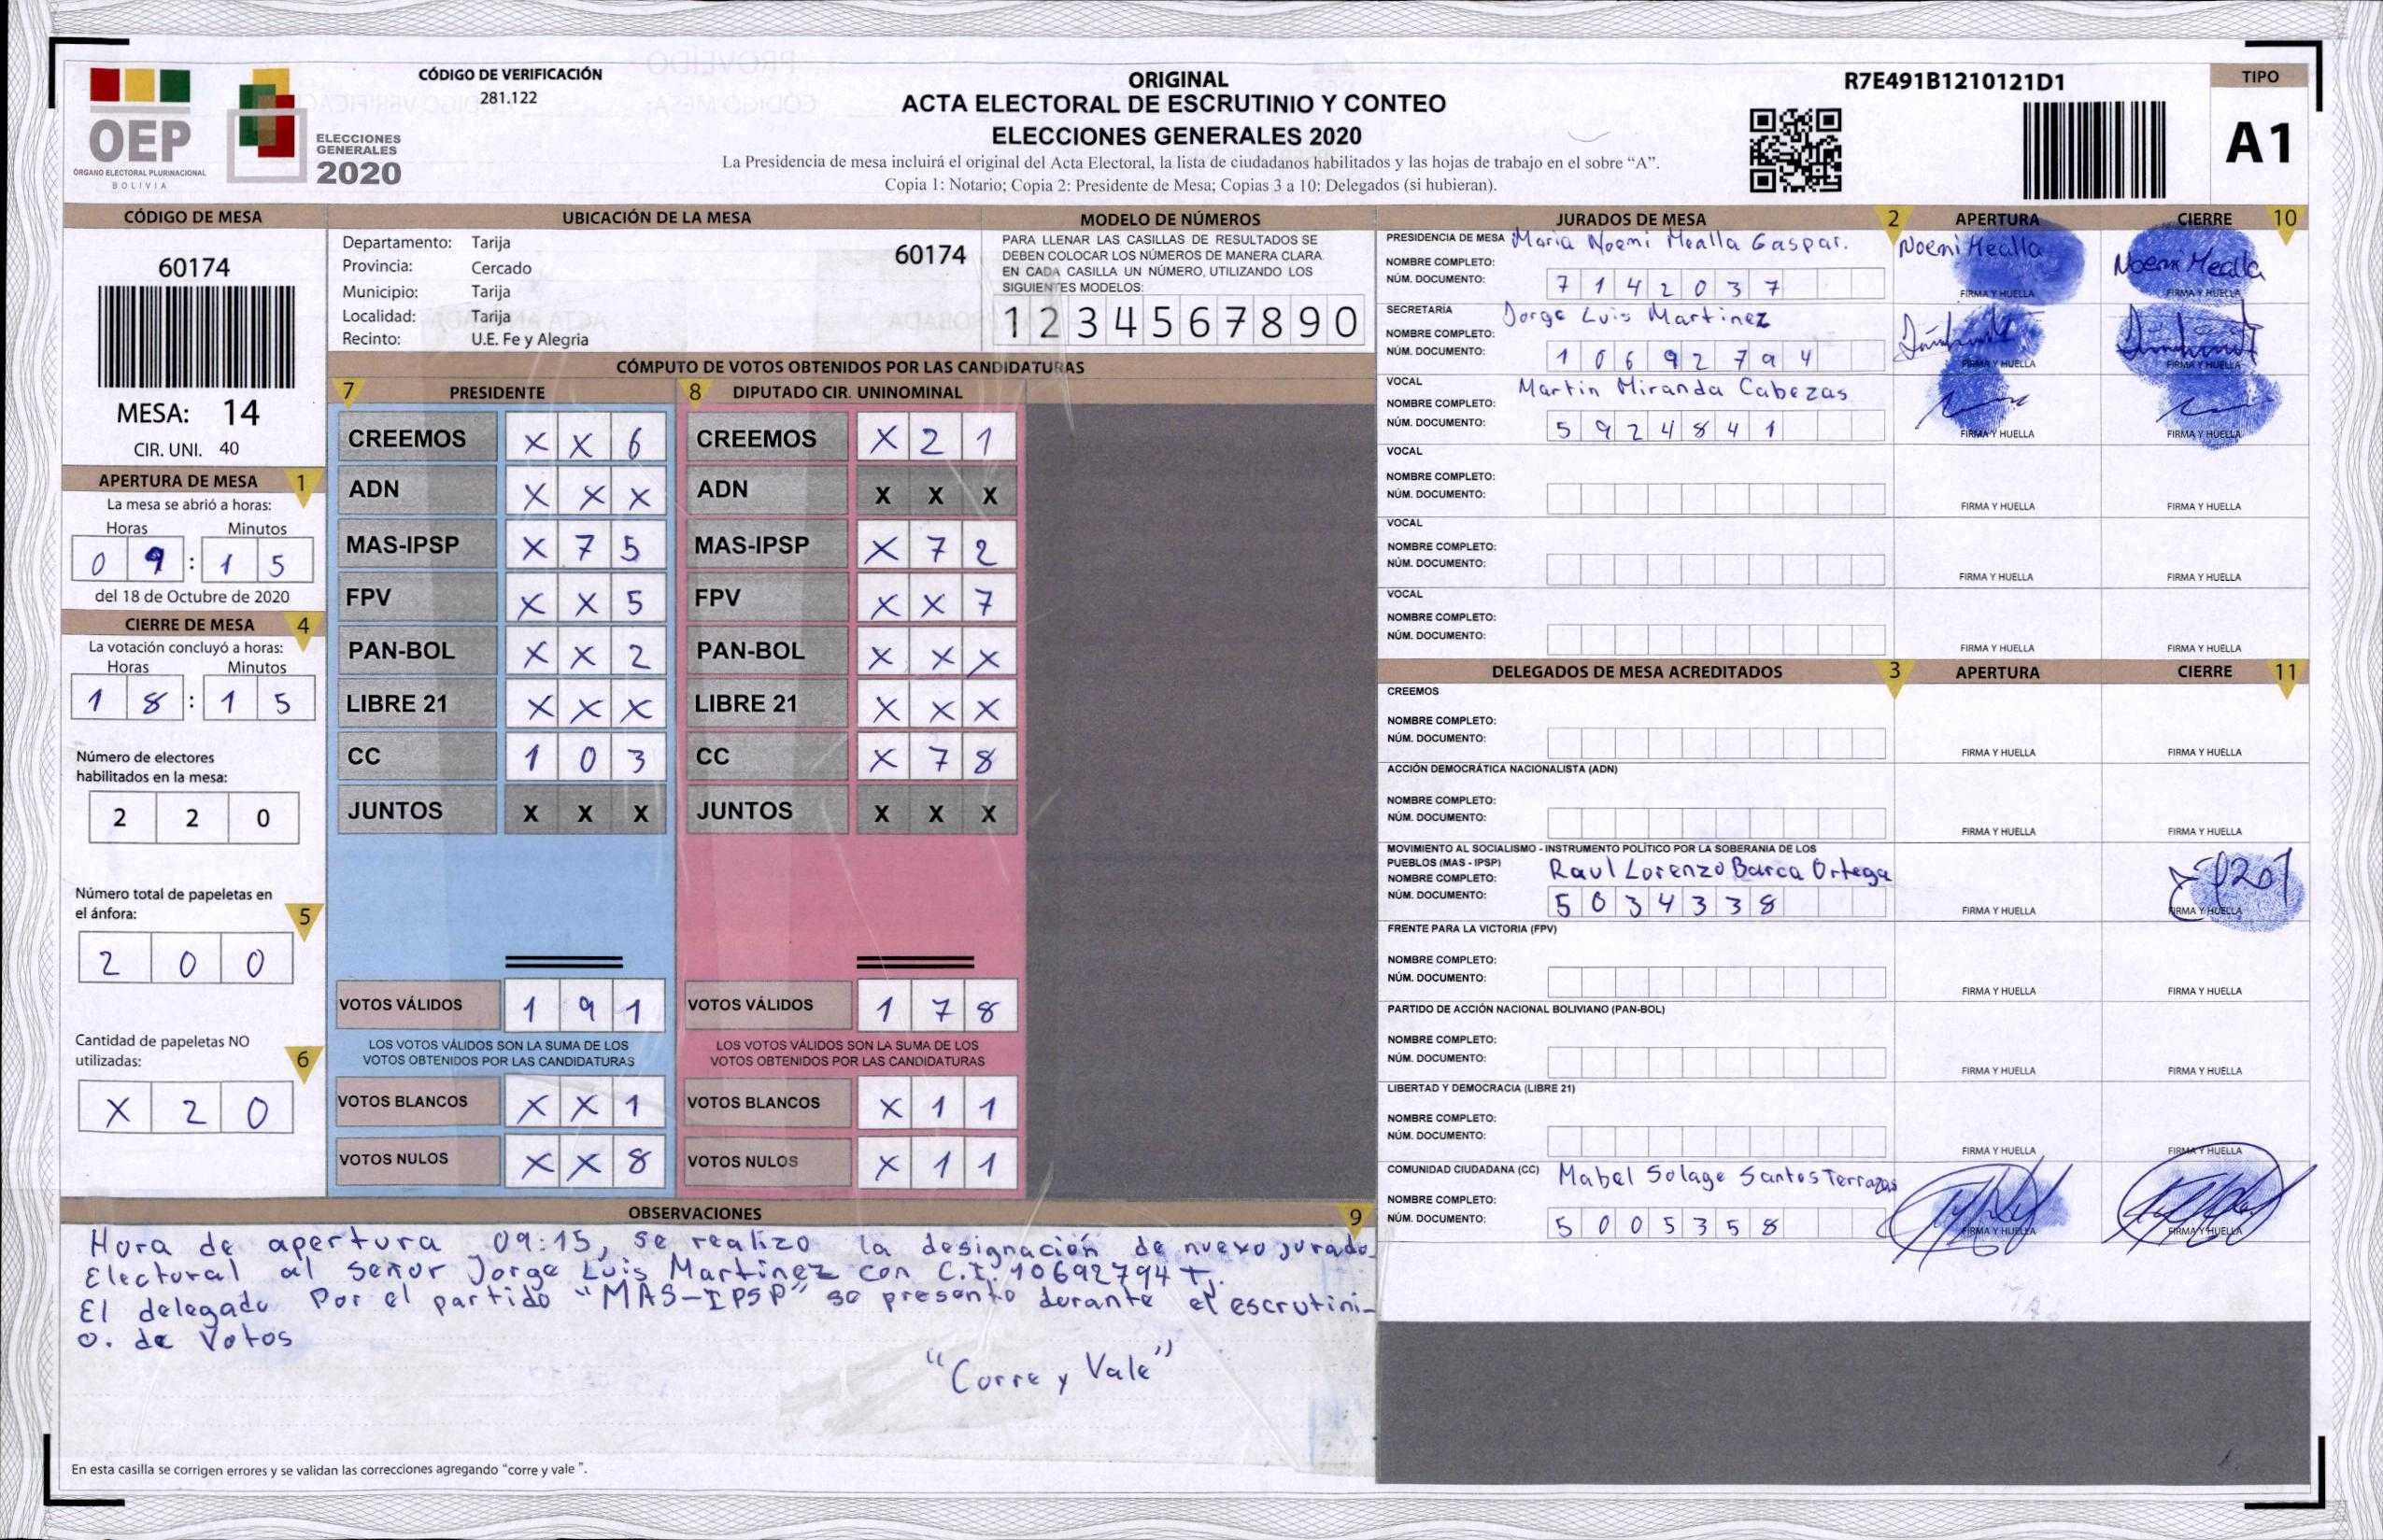 OEP
ÓRGANO ELECTORAL PLURINACIONAL
BOLIVIA
ELECCIONES
GENERALES
2020
CÓDIGO DE VERIFICACIÓN
281.122
ORIGINAL
ACTA ELECTORAL DE ESCRUTINIO Y CONTEO
ELECCIONES GENERALES 2020
La Presidencia de mesa incluirá el original del Acta Electoral, la lista de ciudadanos habilitados y las hojas de trabajo en el sobre “A”.
Copia 1: Notario; Copia 2: Presidente de Mesa; Copias 3 a 10: Delegados (si hubieran).
R7E491B1210121D1
TIPO
A1
CÓDIGO DE MESA
60174
MESA: 14
CIR. UNI. 40
APERTURA DE MESA 1
La mesa se abrió a horas:
Horas Minutos
0 9 : 1 5
del 18 de Octubre de 2020
CIERRE DE MESA 4
La votación concluyó a horas:
Horas Minutos
1 8 : 1 5
Número de electores
habilitados en la mesa:
2 2 0
Número total de papeletas en
el ánfora: 5
2 0 0
Cantidad de papeletas NO
utilizadas: 6
X 2 0
UBICACIÓN DE LA MESA
Departamento: Tarija
Provincia: Cercado
Municipio: Tarija
Localidad: Tarija
Recinto: U.E. Fe y Alegria
60174
MODELO DE NÚMEROS
PARA LLENAR LAS CASILLAS DE RESULTADOS SE
DEBEN COLOCAR LOS NÚMEROS DE MANERA CLARA
EN CADA CASILLA UN NÚMERO, UTILIZANDO LOS
SIGUIENTES MODELOS:
1 2 3 4 5 6 7 8 9 0
CÓMPUTO DE VOTOS OBTENIDOS POR LAS CANDIDATURAS
7 PRESIDENTE
CREEMOS X X 6
ADN X X X
MAS-IPSP X 7 5
FPV X X 5
PAN-BOL X X 2
LIBRE 21 X X X
CC 1 0 3
JUNTOS X X X
VOTOS VÁLIDOS 1 9 1
LOS VOTOS VÁLIDOS SON LA SUMA DE LOS
VOTOS OBTENIDOS POR LAS CANDIDATURAS
VOTOS BLANCOS X X 1
VOTOS NULOS X X 8
8 DIPUTADO CIR. UNINOMINAL
CREEMOS X 2 1
ADN X X X
MAS-IPSP X 7 2
FPV X X 7
PAN-BOL X X X
LIBRE 21 X X X
CC X 7 8
JUNTOS X X X
VOTOS VÁLIDOS 1 7 8
LOS VOTOS VÁLIDOS SON LA SUMA DE LOS
VOTOS OBTENIDOS POR LAS CANDIDATURAS
VOTOS BLANCOS X 1 1
VOTOS NULOS X 1 1
OBSERVACIONES 9
Hora de apertura 09:15, se realizo la designación de nuevo jurado
Electoral al señor Jorge Luis Martinez con C.I. 10692794 Tj.
El delegado Por el partido "MAS-IPSP" se presento durante el escrutini-
o. de Votos
"Corre y Vale"
En esta casilla se corrigen errores y se validan las correcciones agregando "corre y vale ".
JURADOS DE MESA 2 APERTURA CIERRE 10
PRESIDENCIA DE MESA Maria Noemi Mealla Gaspar. Noemi Mealla Noemi Mealla
NOMBRE COMPLETO:
NÚM. DOCUMENTO: 7 1 4 2 0 3 7 FIRMA Y HUELLA FIRMA Y HUELLA
SECRETARÍA Jorge Luis Martinez
NOMBRE COMPLETO:
NÚM. DOCUMENTO: 1 0 6 9 2 7 9 4 FIRMA Y HUELLA FIRMA Y HUELLA
VOCAL Martin Miranda Cabezas
NOMBRE COMPLETO:
NÚM. DOCUMENTO: 5 9 2 4 8 4 1 FIRMA Y HUELLA FIRMA Y HUELLA
VOCAL
NOMBRE COMPLETO:
NÚM. DOCUMENTO: FIRMA Y HUELLA FIRMA Y HUELLA
VOCAL
NOMBRE COMPLETO:
NÚM. DOCUMENTO: FIRMA Y HUELLA FIRMA Y HUELLA
VOCAL
NOMBRE COMPLETO:
NÚM. DOCUMENTO: FIRMA Y HUELLA FIRMA Y HUELLA
DELEGADOS DE MESA ACREDITADOS 3 APERTURA CIERRE 11
CREEMOS
NOMBRE COMPLETO:
NÚM. DOCUMENTO: FIRMA Y HUELLA FIRMA Y HUELLA
ACCIÓN DEMOCRÁTICA NACIONALISTA (ADN)
NOMBRE COMPLETO:
NÚM. DOCUMENTO: FIRMA Y HUELLA FIRMA Y HUELLA
MOVIMIENTO AL SOCIALISMO - INSTRUMENTO POLÍTICO POR LA SOBERANIA DE LOS
PUEBLOS (MAS - IPSP) Raul Lorenzo Barca Ortega
NOMBRE COMPLETO:
NÚM. DOCUMENTO: 5 0 3 4 3 3 8 FIRMA Y HUELLA FIRMA Y HUELLA
FRENTE PARA LA VICTORIA (FPV)
NOMBRE COMPLETO:
NÚM. DOCUMENTO: FIRMA Y HUELLA FIRMA Y HUELLA
PARTIDO DE ACCIÓN NACIONAL BOLIVIANO (PAN-BOL)
NOMBRE COMPLETO:
NÚM. DOCUMENTO: FIRMA Y HUELLA FIRMA Y HUELLA
LIBERTAD Y DEMOCRACIA (LIBRE 21)
NOMBRE COMPLETO:
NÚM. DOCUMENTO: FIRMA Y HUELLA FIRMA Y HUELLA
COMUNIDAD CIUDADANA (CC) Mabel Solage Santos Terrazas
NOMBRE COMPLETO:
NÚM. DOCUMENTO: 5 0 0 5 3 5 8 FIRMA Y HUELLA FIRMA Y HUELLA